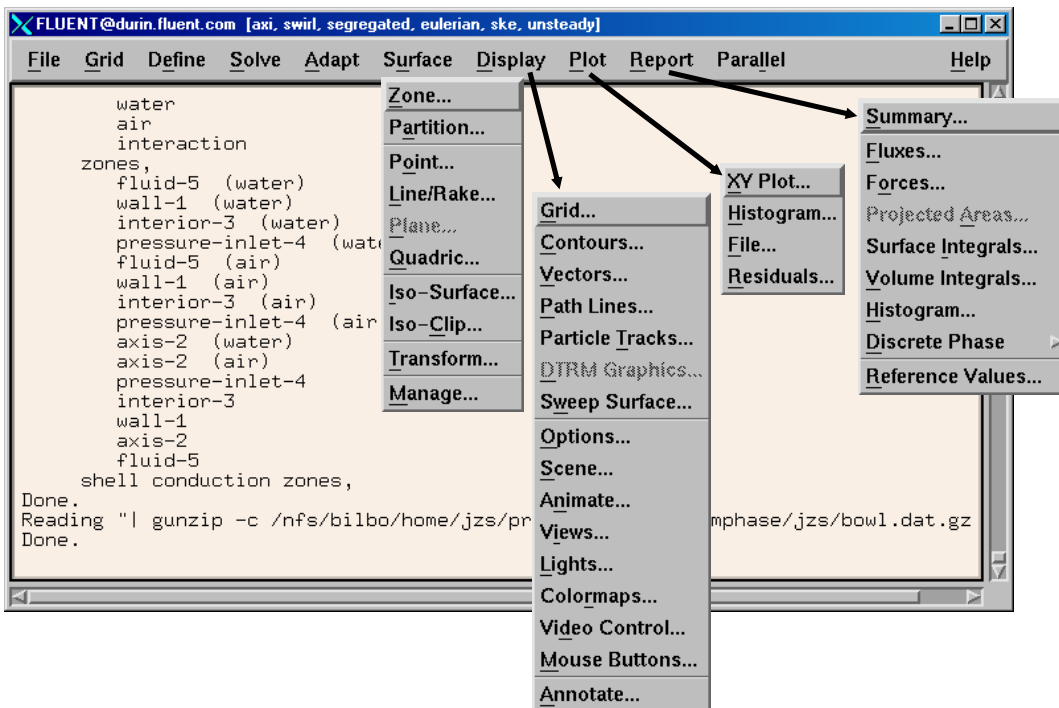 FLUENT@durin.fluent.com [axi, swirl, segregated, eulerian, ske, unsteady]
File Grid Define Solve Adapt Surface Display Plot Report Parallel Help
water
air
interaction
zones,
fluid-5 (water)
wall-1 (water)
interior-3 (water)
pressure-inlet-4 (wat
fluid-5 (air)
wall-1 (air)
interior-3 (air)
pressure-inlet-4 (air
axis-2 (water)
axis-2 (air)
pressure-inlet-4
interior-3
wall-1
axis-2
fluid-5
shell conduction zones,
Done.
Reading "| gunzip -c /nfs/bilbo/home/jzs/pr mphase/jzs/bowl.dat.gz
Done.
Zone...
Partition...
Point...
Line/Rake...
Plane...
Quadric...
Iso-Surface...
Iso-Clip...
Transform...
Manage...
Grid...
Contours...
Vectors...
Path Lines...
Particle Tracks...
DTRM Graphics...
Sweep Surface...
Options...
Scene...
Animate...
Views...
Lights...
Colormaps...
Video Control...
Mouse Buttons...
Annotate...
XY Plot...
Histogram...
File...
Residuals...
Summary...
Fluxes...
Forces...
Projected Areas...
Surface Integrals...
Volume Integrals...
Histogram...
Discrete Phase
Reference Values...